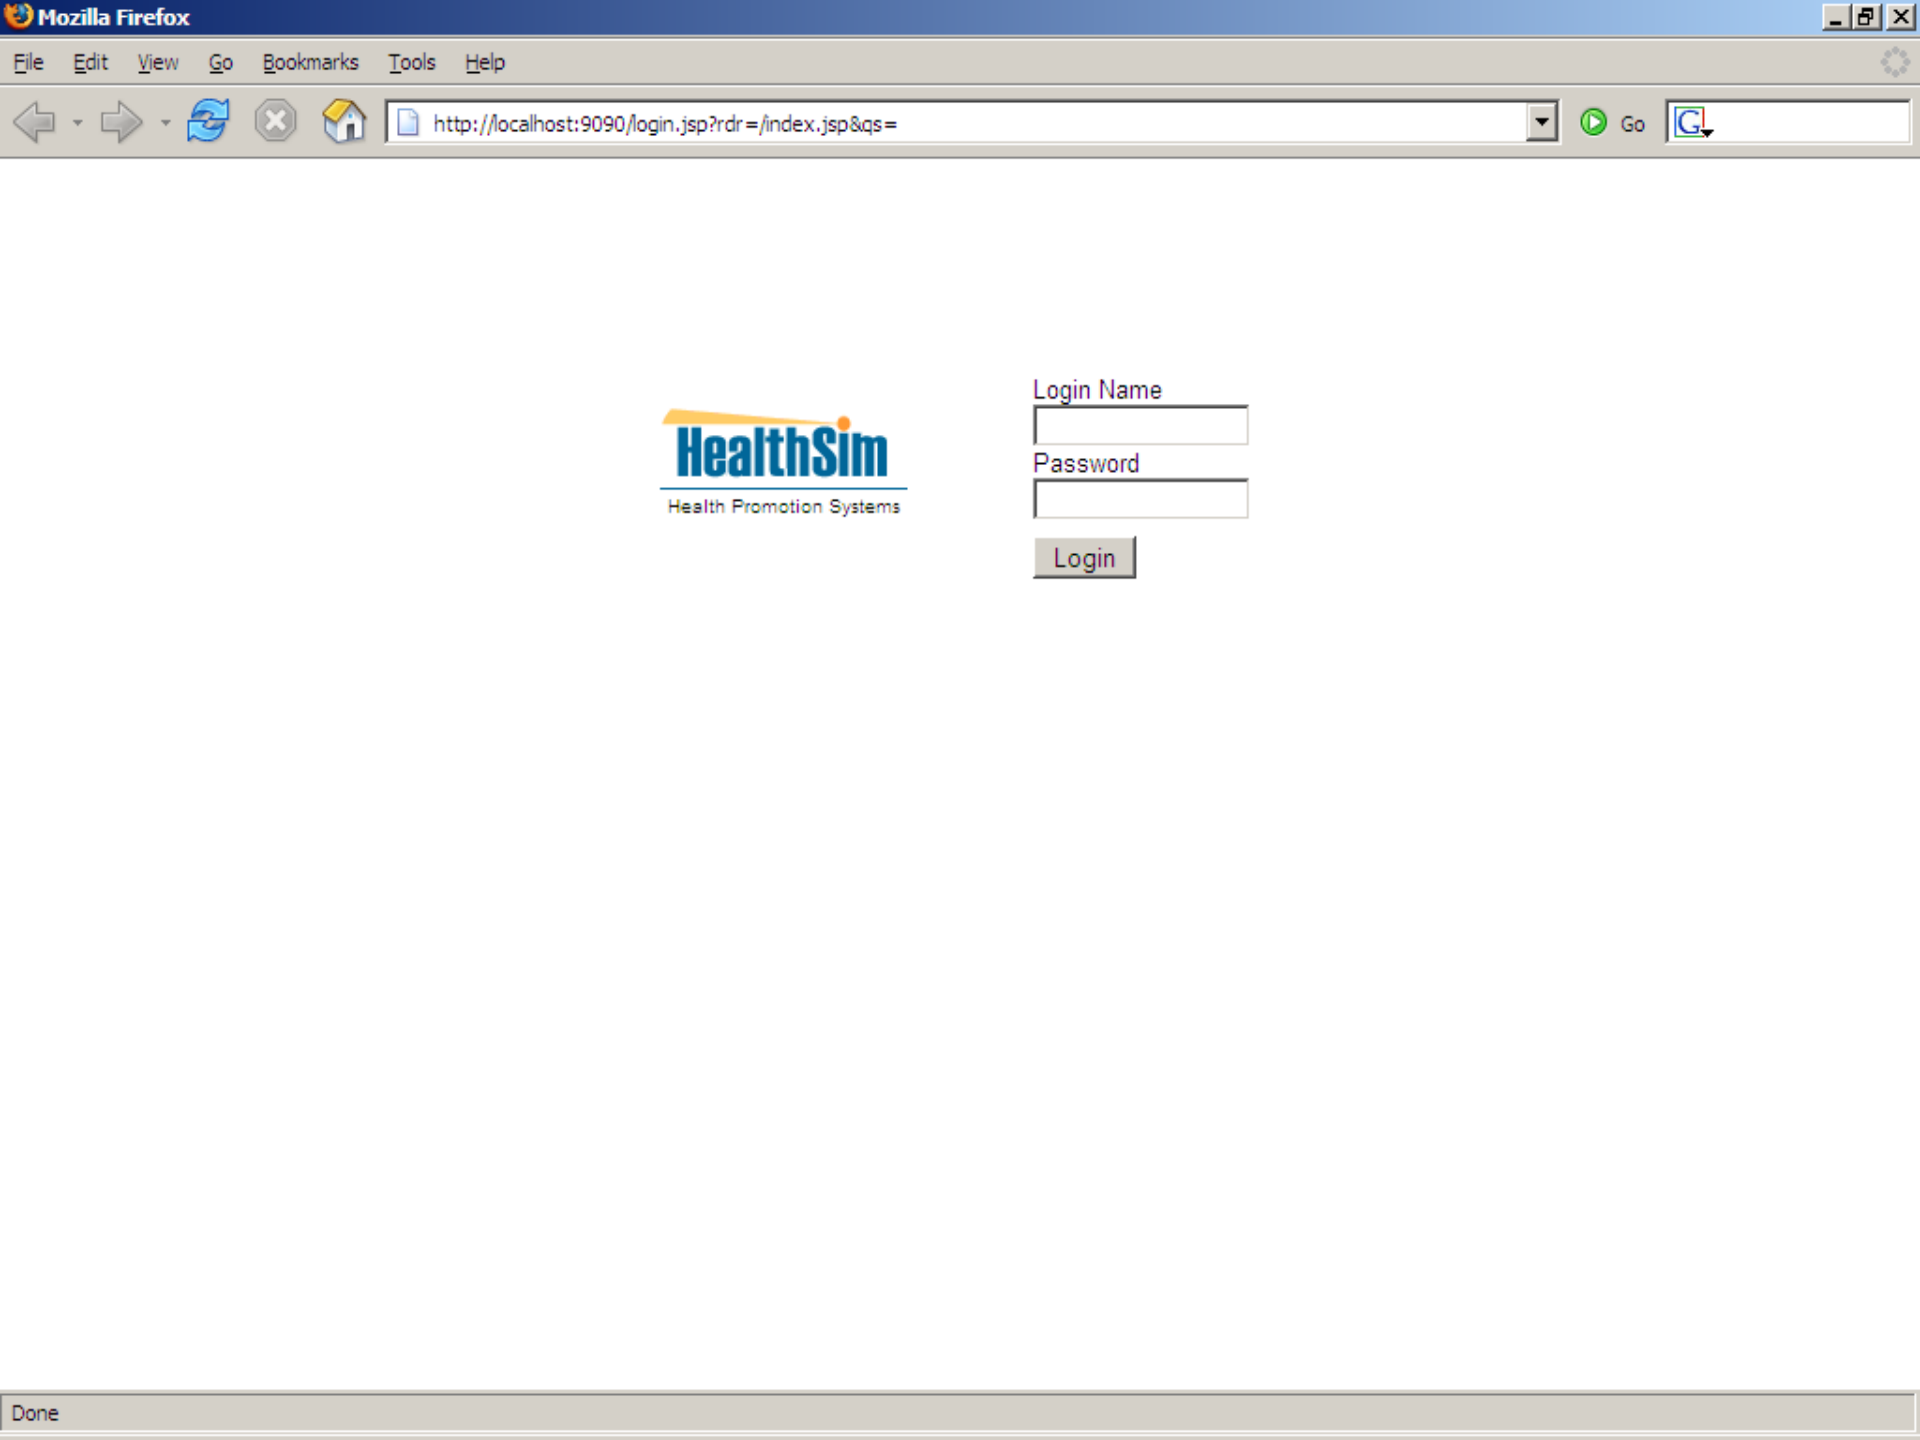 Mozilla Firefox
File Edit View Go Bookmarks Tools Help
http://localhost:9090/login.jsp?rdr=/index.jsp&qs= Go G
Login Name
HealthSim
Password
Health Promotion Systems
Login
Done